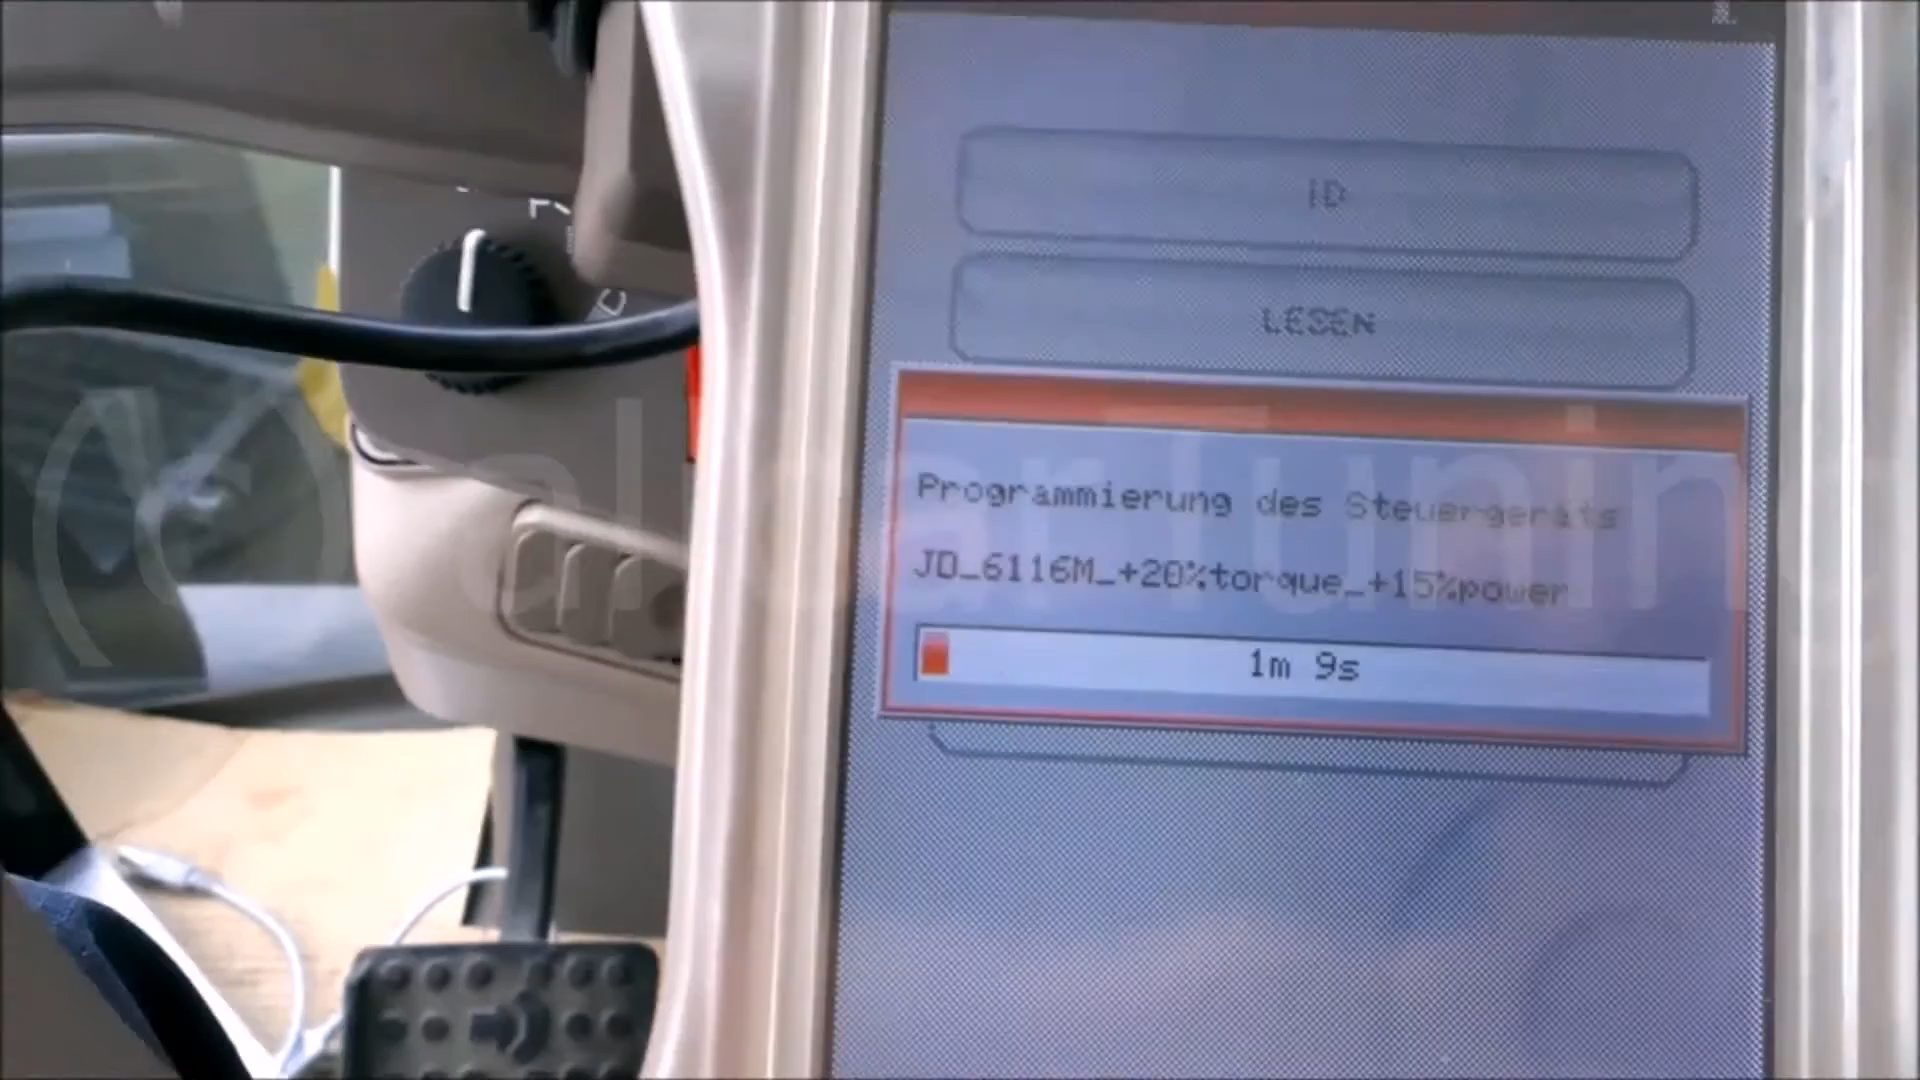 ID
LESEN
Programmierung des Steuergeräts
JD_6116M_+20%torque_+15%power
1m 9s